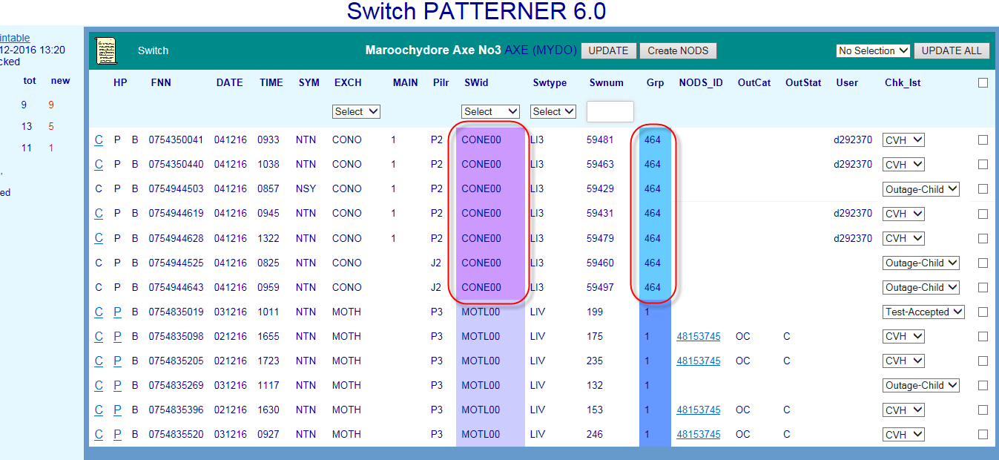 Switch PATTERNER 6.0
intable
12-2016 13:20
cked
tot new
9 9
13 5
11 1
,
ed
Switch Maroochydore Axe No3 AXE (MYDO) UPDATE Create NODS No Selection UPDATE ALL
HP FNN DATE TIME SYM EXCH MAIN Pilr SWid Swtype Swnum Grp NODS_ID OutCat OutStat User Chk_lst
Select Select Select
C P B 0754350041 041216 0933 NTN CONO 1 P2 CONE00 LI3 59481 464 d292370 CVH
C P B 0754350440 041216 1038 NTN CONO 1 P2 CONE00 LI3 59463 464 d292370 CVH
C P B 0754944503 041216 0857 NSY CONO 1 P2 CONE00 LI3 59429 464 Outage-Child
C P B 0754944619 041216 0945 NTN CONO 1 P2 CONE00 LI3 59431 464 d292370 CVH
C P B 0754944628 041216 1322 NTN CONO 1 P2 CONE00 LI3 59479 464 d292370 CVH
C P B 0754944525 041216 0825 NTN CONO J2 CONE00 LI3 59460 464 Outage-Child
C P B 0754944643 041216 0959 NTN CONO J2 CONE00 LI3 59497 464 Outage-Child
C P B 0754835019 031216 1011 NTN MOTH P3 MOTL00 LIV 199 1 Test-Accepted
C P B 0754835098 021216 1655 NTN MOTH P3 MOTL00 LIV 175 1 48153745 OC C CVH
C P B 0754835205 021216 1723 NTN MOTH P3 MOTL00 LIV 235 1 48153745 OC C CVH
C P B 0754835269 031216 1117 NTN MOTH P3 MOTL00 LIV 132 1 Outage-Child
C P B 0754835396 021216 1630 NTN MOTH P3 MOTL00 LIV 153 1 48153745 OC C CVH
C P B 0754835520 031216 0927 NTN MOTH P3 MOTL00 LIV 246 1 48153745 OC C CVH